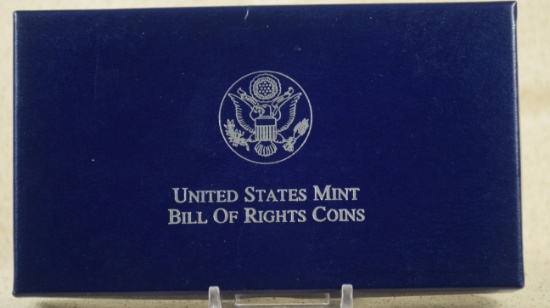 UNITED STATES MINT
BILL OF RIGHTS COINS